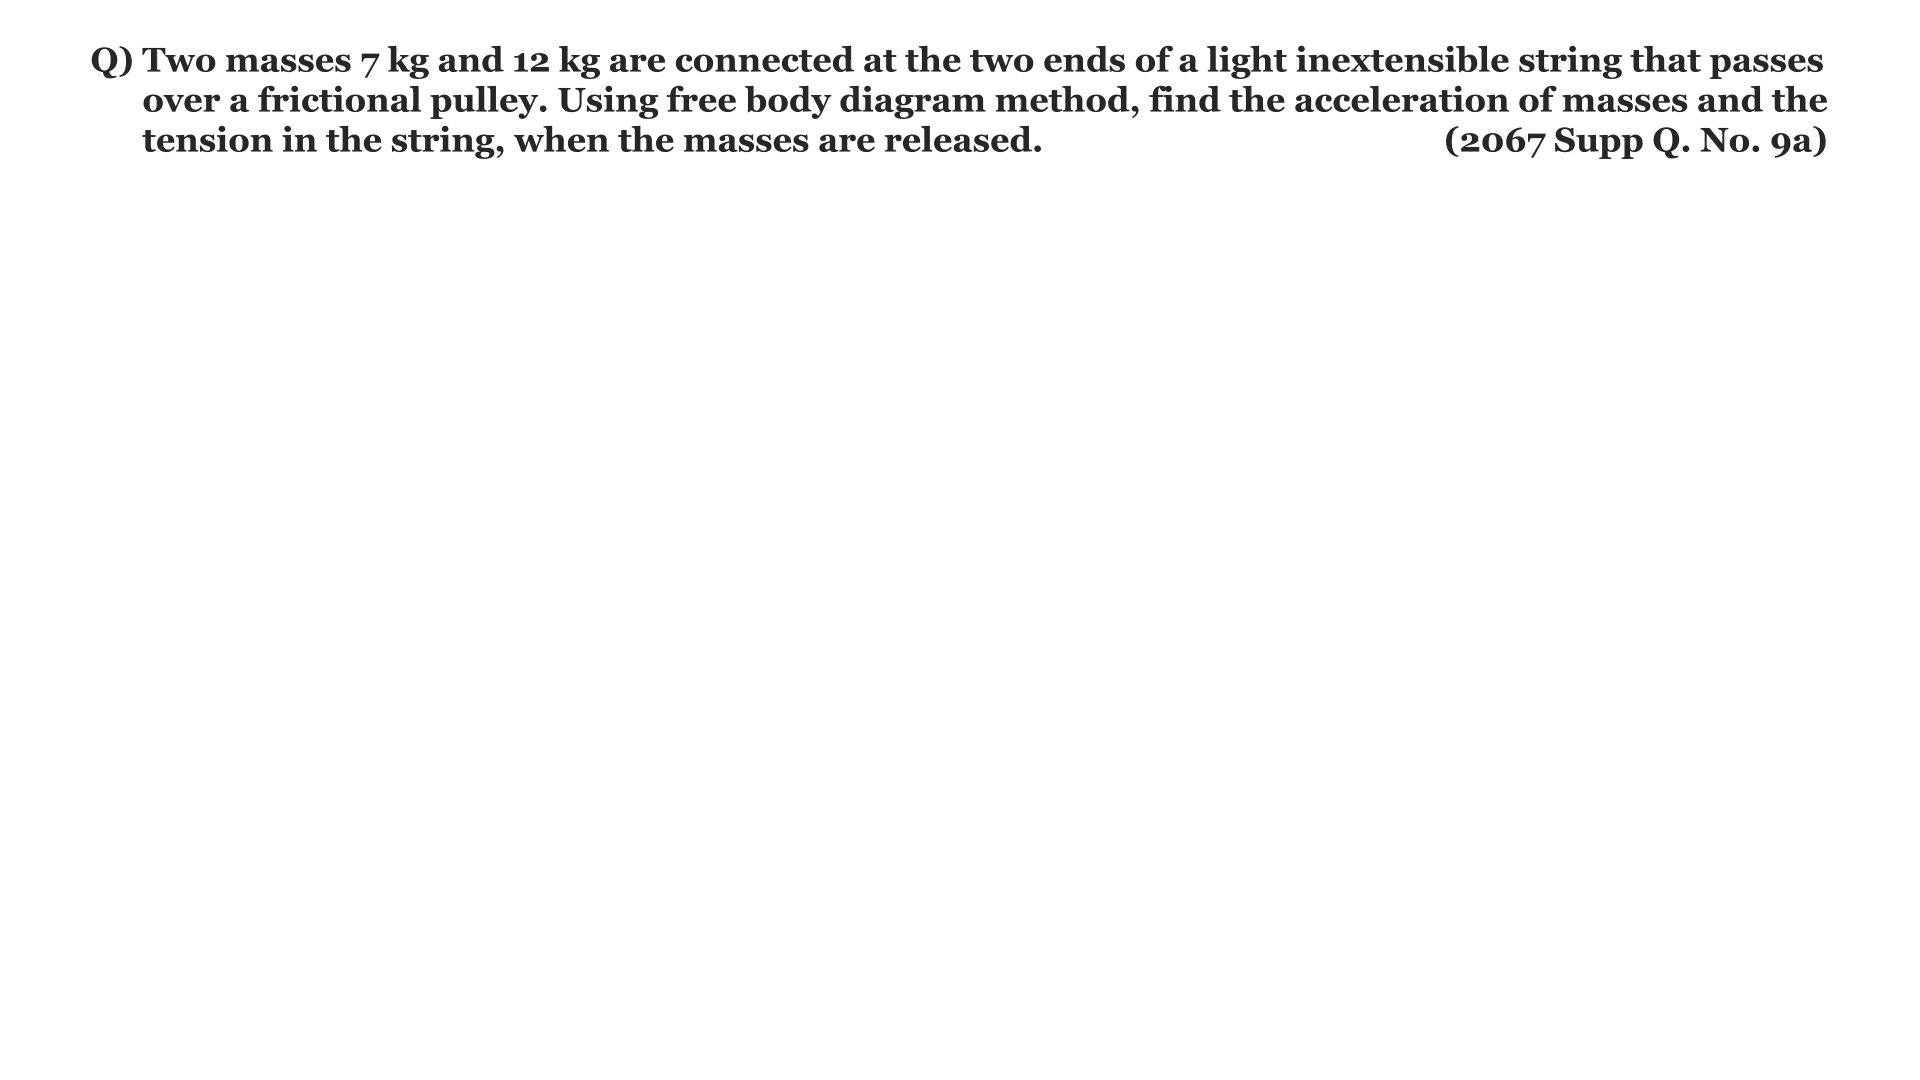 Q) Two masses 7 kg and 12 kg are connected at the two ends of a light inextensible string that passes
over a frictional pulley. Using free body diagram method, find the acceleration of masses and the
tension in the string, when the masses are released. (2067 Supp Q. No. 9a)